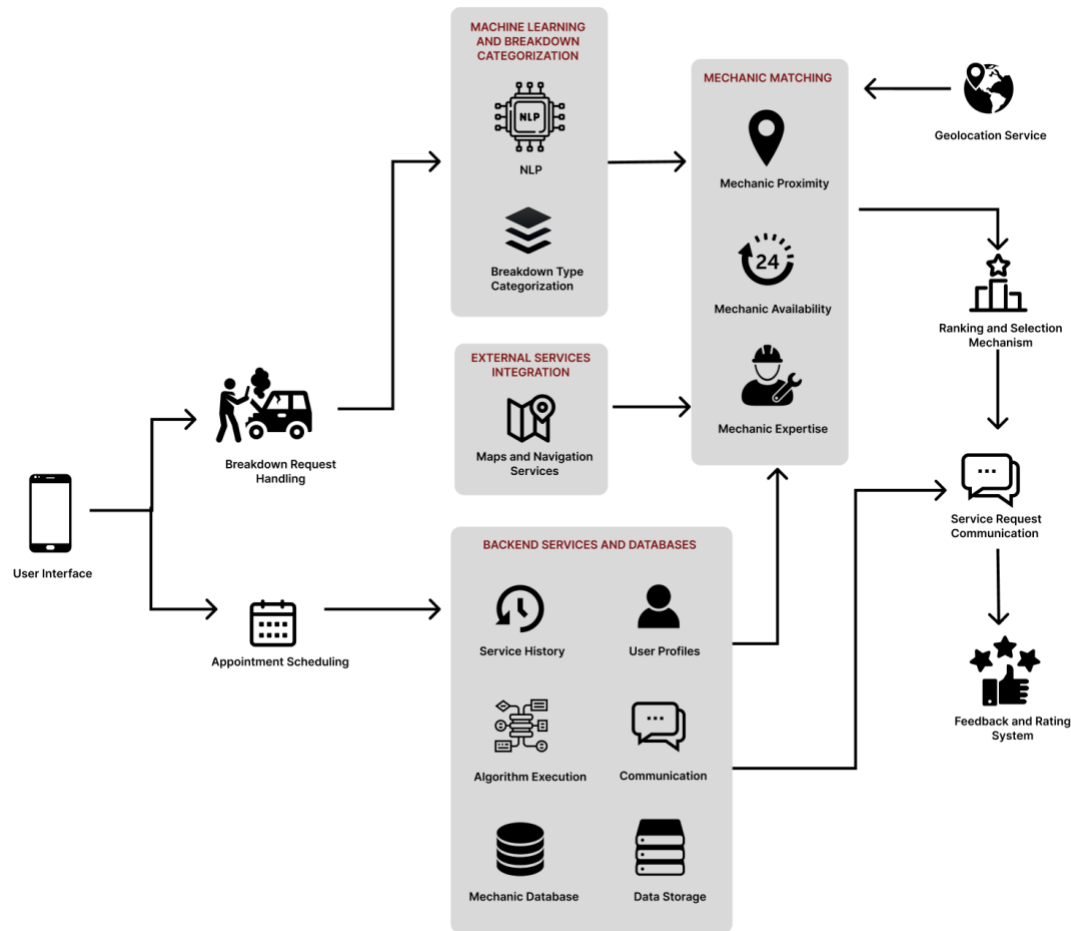 MACHINE LEARNING
AND BREAKDOWN
CATEGORIZATION
NLP
NLP
Breakdown Type
Categorization
MECHANIC MATCHING
Mechanic Proximity
24
Mechanic Availability
Mechanic Expertise
Geolocation Service
Ranking and Selection
Mechanism
EXTERNAL SERVICES
INTEGRATION
Maps and Navigation
Services
Breakdown Request
Handling
User Interface
Appointment Scheduling
BACKEND SERVICES AND DATABASES
Service History
User Profiles
Algorithm Execution
Communication
Mechanic Database
Data Storage
Service Request
Communication
Feedback and Rating
System